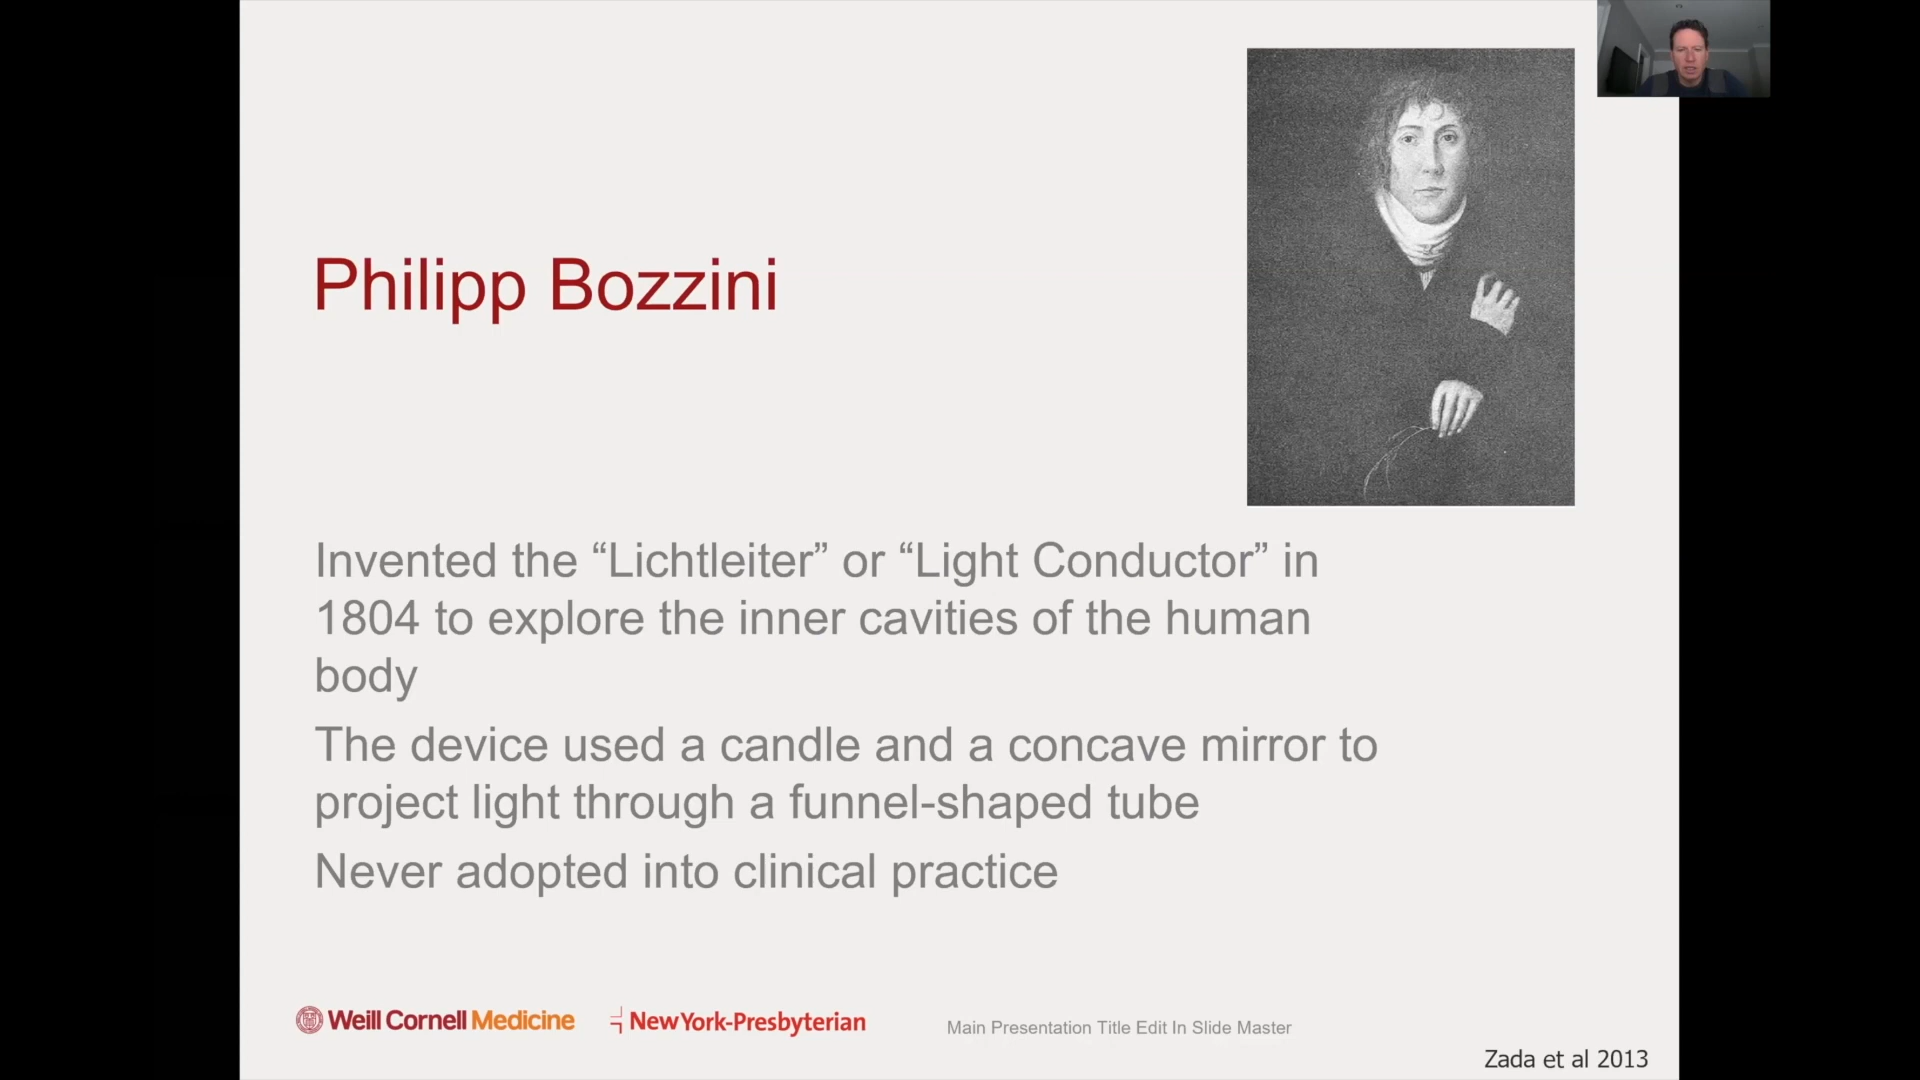 Philipp Bozzini
Invented the “Lichtleiter” or “Light Conductor” in
1804 to explore the inner cavities of the human
body
The device used a candle and a concave mirror to
project light through a funnel-shaped tube
Never adopted into clinical practice
Weill Cornell Medicine
NewYork-Presbyterian
Main Presentation Title Edit In Slide Master
Zada et al 2013